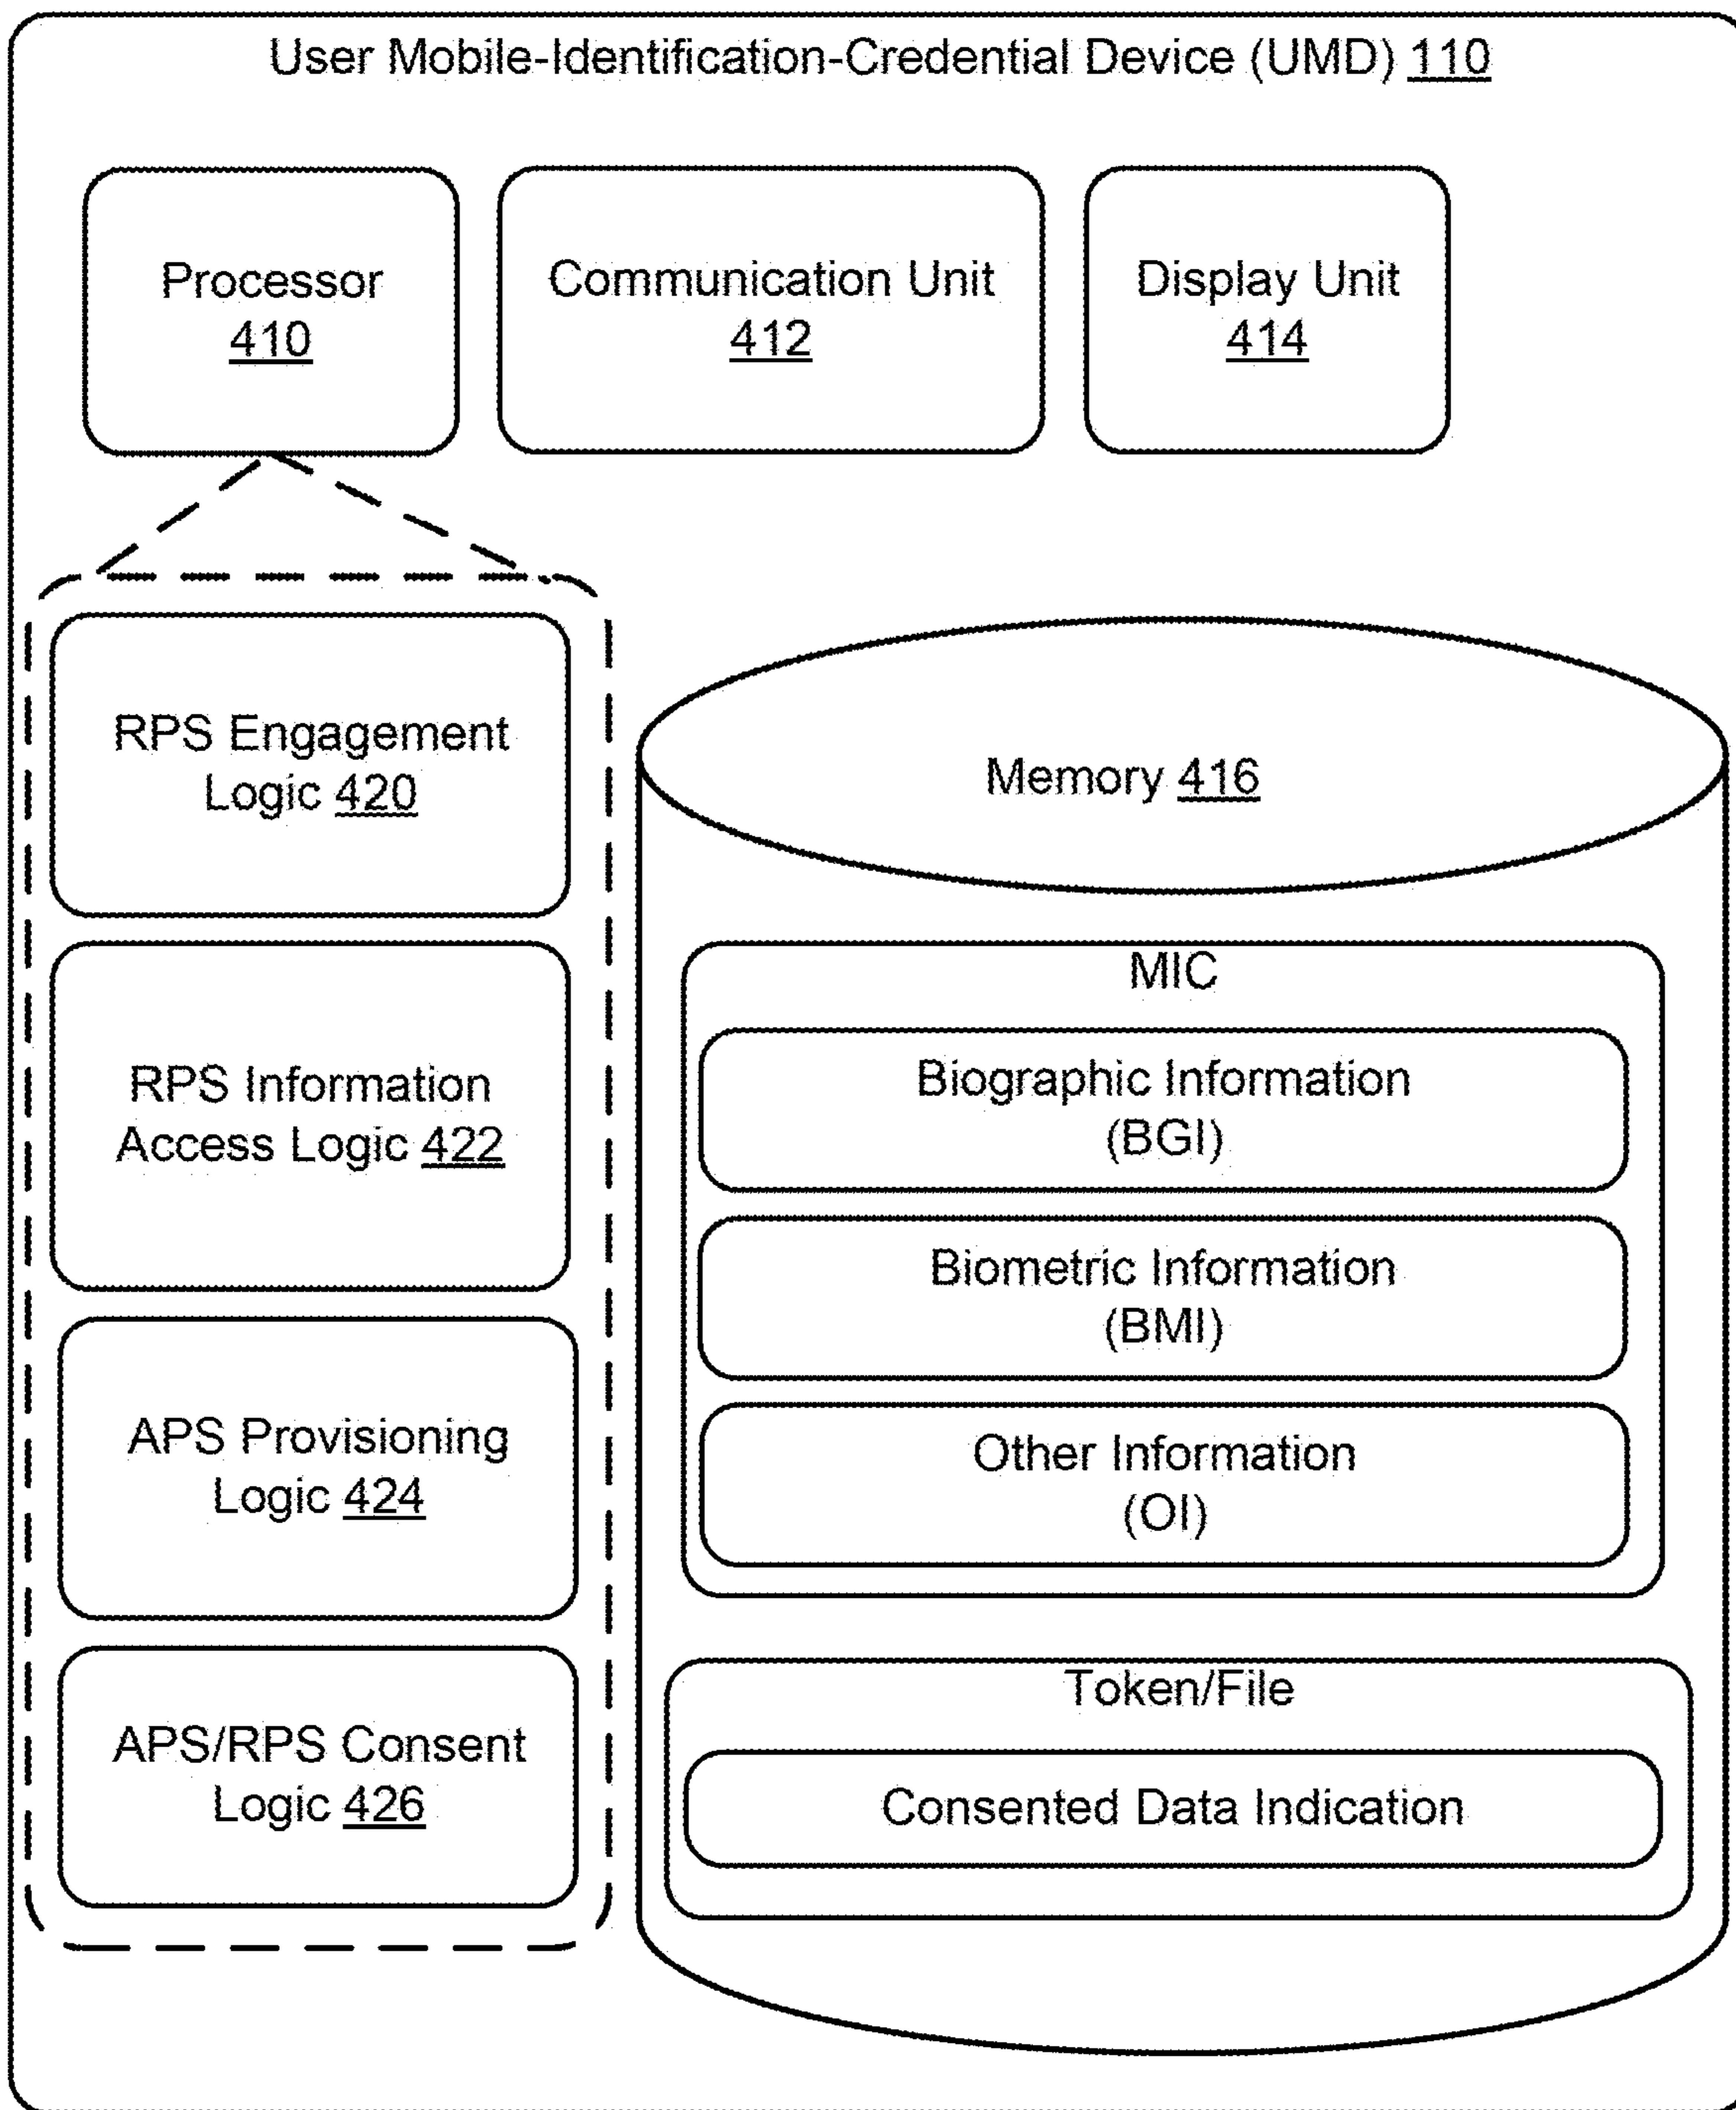 User Mobile-Identification-Credential Device (UMD) 110
Processor
410
Communication Unit
412
Display Unit
414
RPS Engagement
Logic 420
RPS Information
Access Logic 422
APS Provisioning
Logic 424
APS/RPS Consent
Logic 426
Memory 416
MIC
Biographic Information
(BGI)
Biometric Information
(BMI)
Other Information
(OI)
Token/File
Consented Data Indication